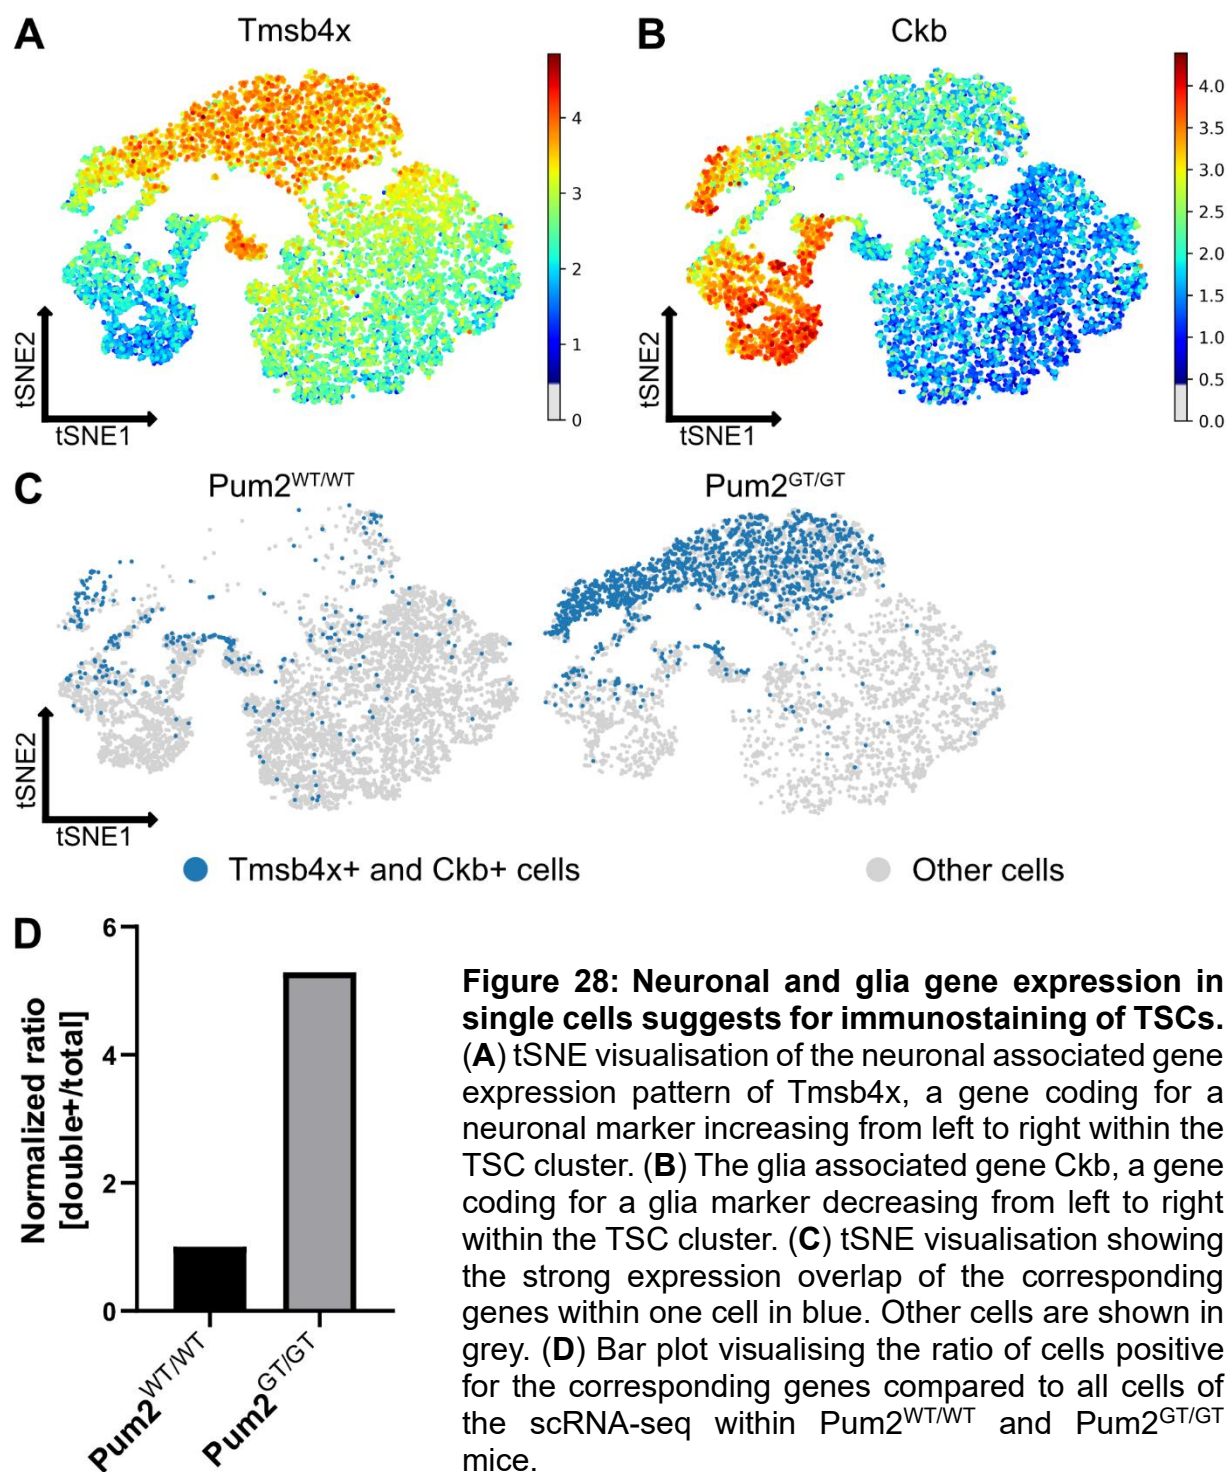 A
Tmsb4x
B
Ckb
4
3
2
1
0
4.0
3.5
3.0
2.5
2.0
1.5
1.0
0.5
0.0
tSNE2
tSNE1
tSNE2
tSNE1
C
Pum2WT/WT
Pum2GT/GT
tSNE2
tSNE1
Tmsb4x+ and Ckb+ cells
Other cells
D
Normalized ratio
[double+/total]
6
4
2
0
Pum2WT/WT
Pum2GT/GT
Figure 28: Neuronal and glia gene expression in
single cells suggests for immunostaining of TSCs.
(A) tSNE visualisation of the neuronal associated gene
expression pattern of Tmsb4x, a gene coding for a
neuronal marker increasing from left to right within the
TSC cluster. (B) The glia associated gene Ckb, a gene
coding for a glia marker decreasing from left to right
within the TSC cluster. (C) tSNE visualisation showing
the strong expression overlap of the corresponding
genes within one cell in blue. Other cells are shown in
grey. (D) Bar plot visualising the ratio of cells positive
for the corresponding genes compared to all cells of
the scRNA-seq within Pum2WT/WT and Pum2GT/GT
mice.